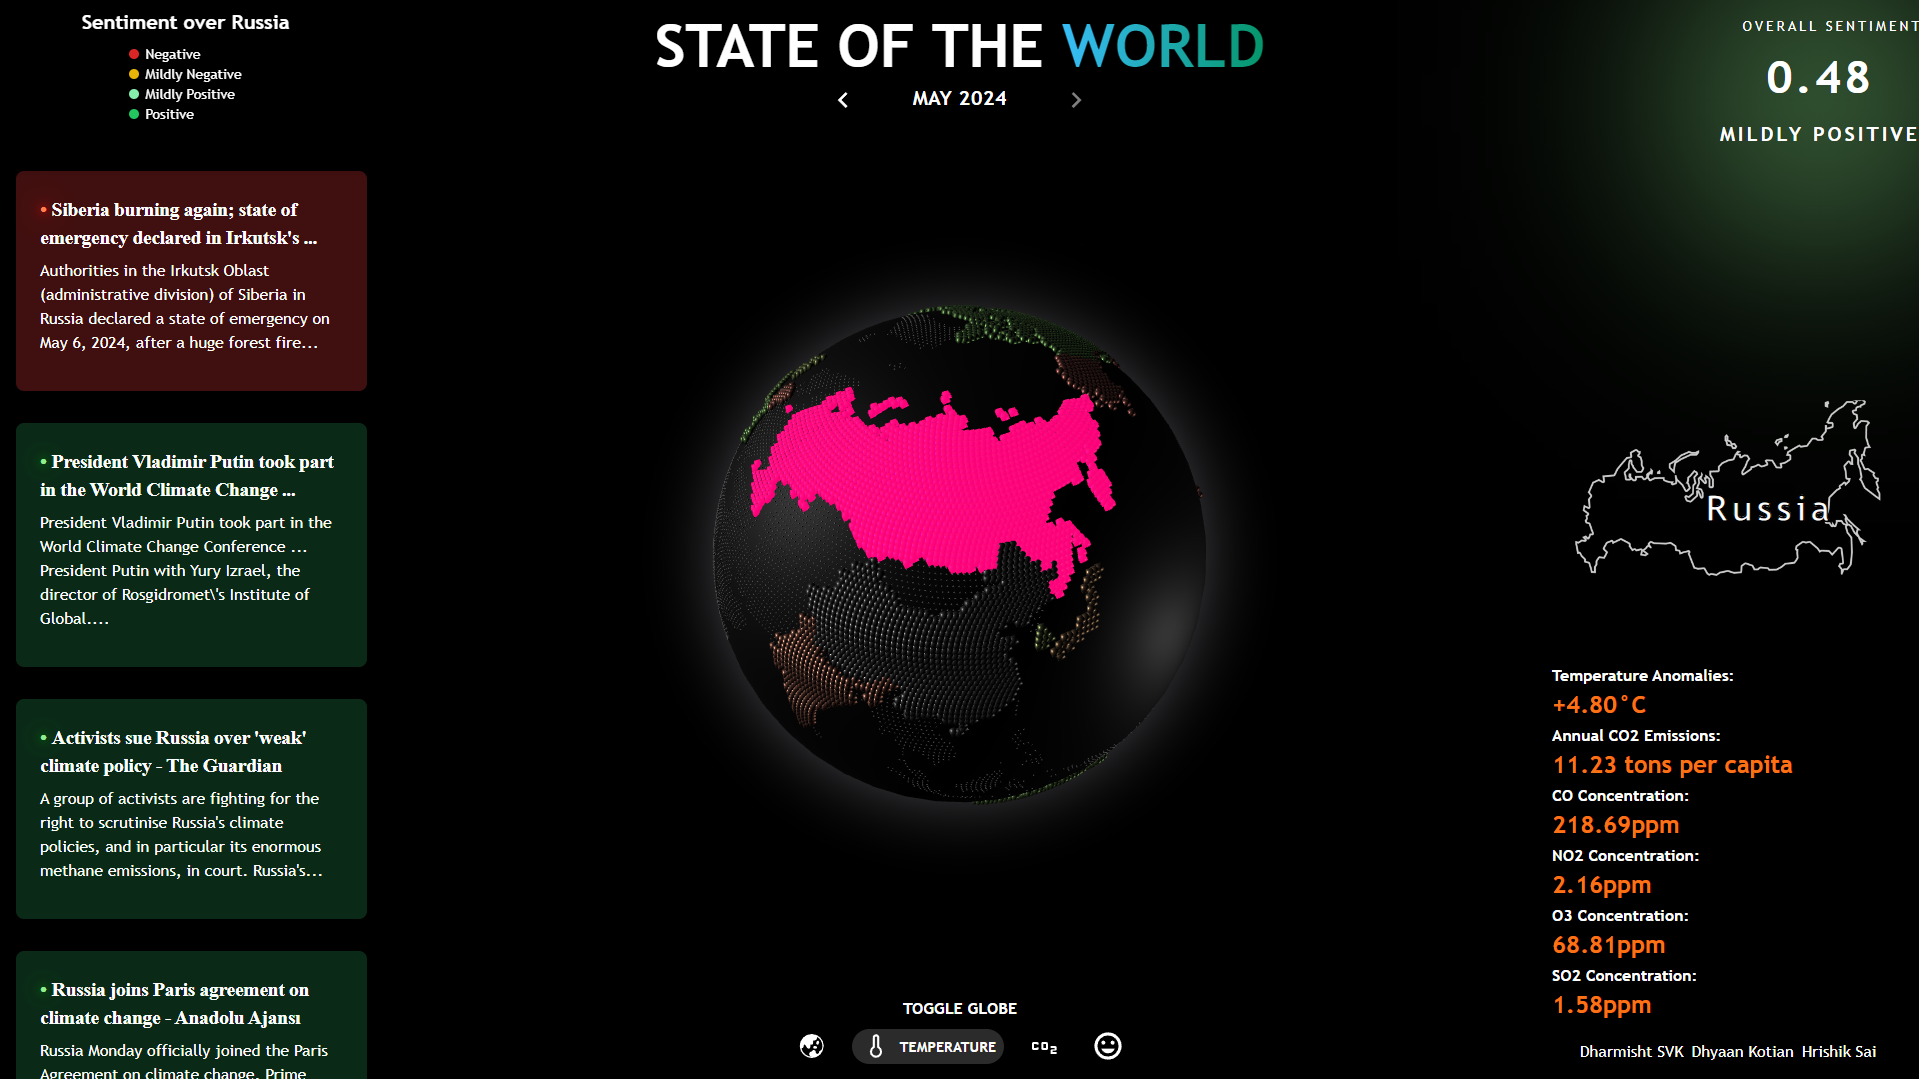 Sentiment over Russia
Negative
Mildly Negative
Mildly Positive
Positive
STATE OF THE WORLD
MAY 2024
OVERALL SENTIMENT
0.48
MILDLY POSITIVE
• Siberia burning again; state of
emergency declared in Irkutsk's ...
Authorities in the Irkutsk Oblast
(administrative division) of Siberia in
Russia declared a state of emergency on
May 6, 2024, after a huge forest fire...
• President Vladimir Putin took part
in the World Climate Change ...
President Vladimir Putin took part in the
World Climate Change Conference ...
President Putin with Yury Izrael, the
director of Rosgidromet\'s Institute of
Global....
• Activists sue Russia over 'weak'
climate policy - The Guardian
A group of activists are fighting for the
right to scrutinise Russia's climate
policies, and in particular its enormous
methane emissions, in court. Russia's...
• Russia joins Paris agreement on
climate change - Anadolu Ajansı
Russia Monday officially joined the Paris
Agreement on climate change. Prime
Russia
Temperature Anomalies:
+4.80°C
Annual CO2 Emissions:
11.23 tons per capita
CO Concentration:
218.69ppm
NO2 Concentration:
2.16ppm
O3 Concentration:
68.81ppm
SO2 Concentration:
1.58ppm
TOGGLE GLOBE
TEMPERATURE
CO₂
Dharmisht SVK Dhyaan Kotian Hrishik Sai